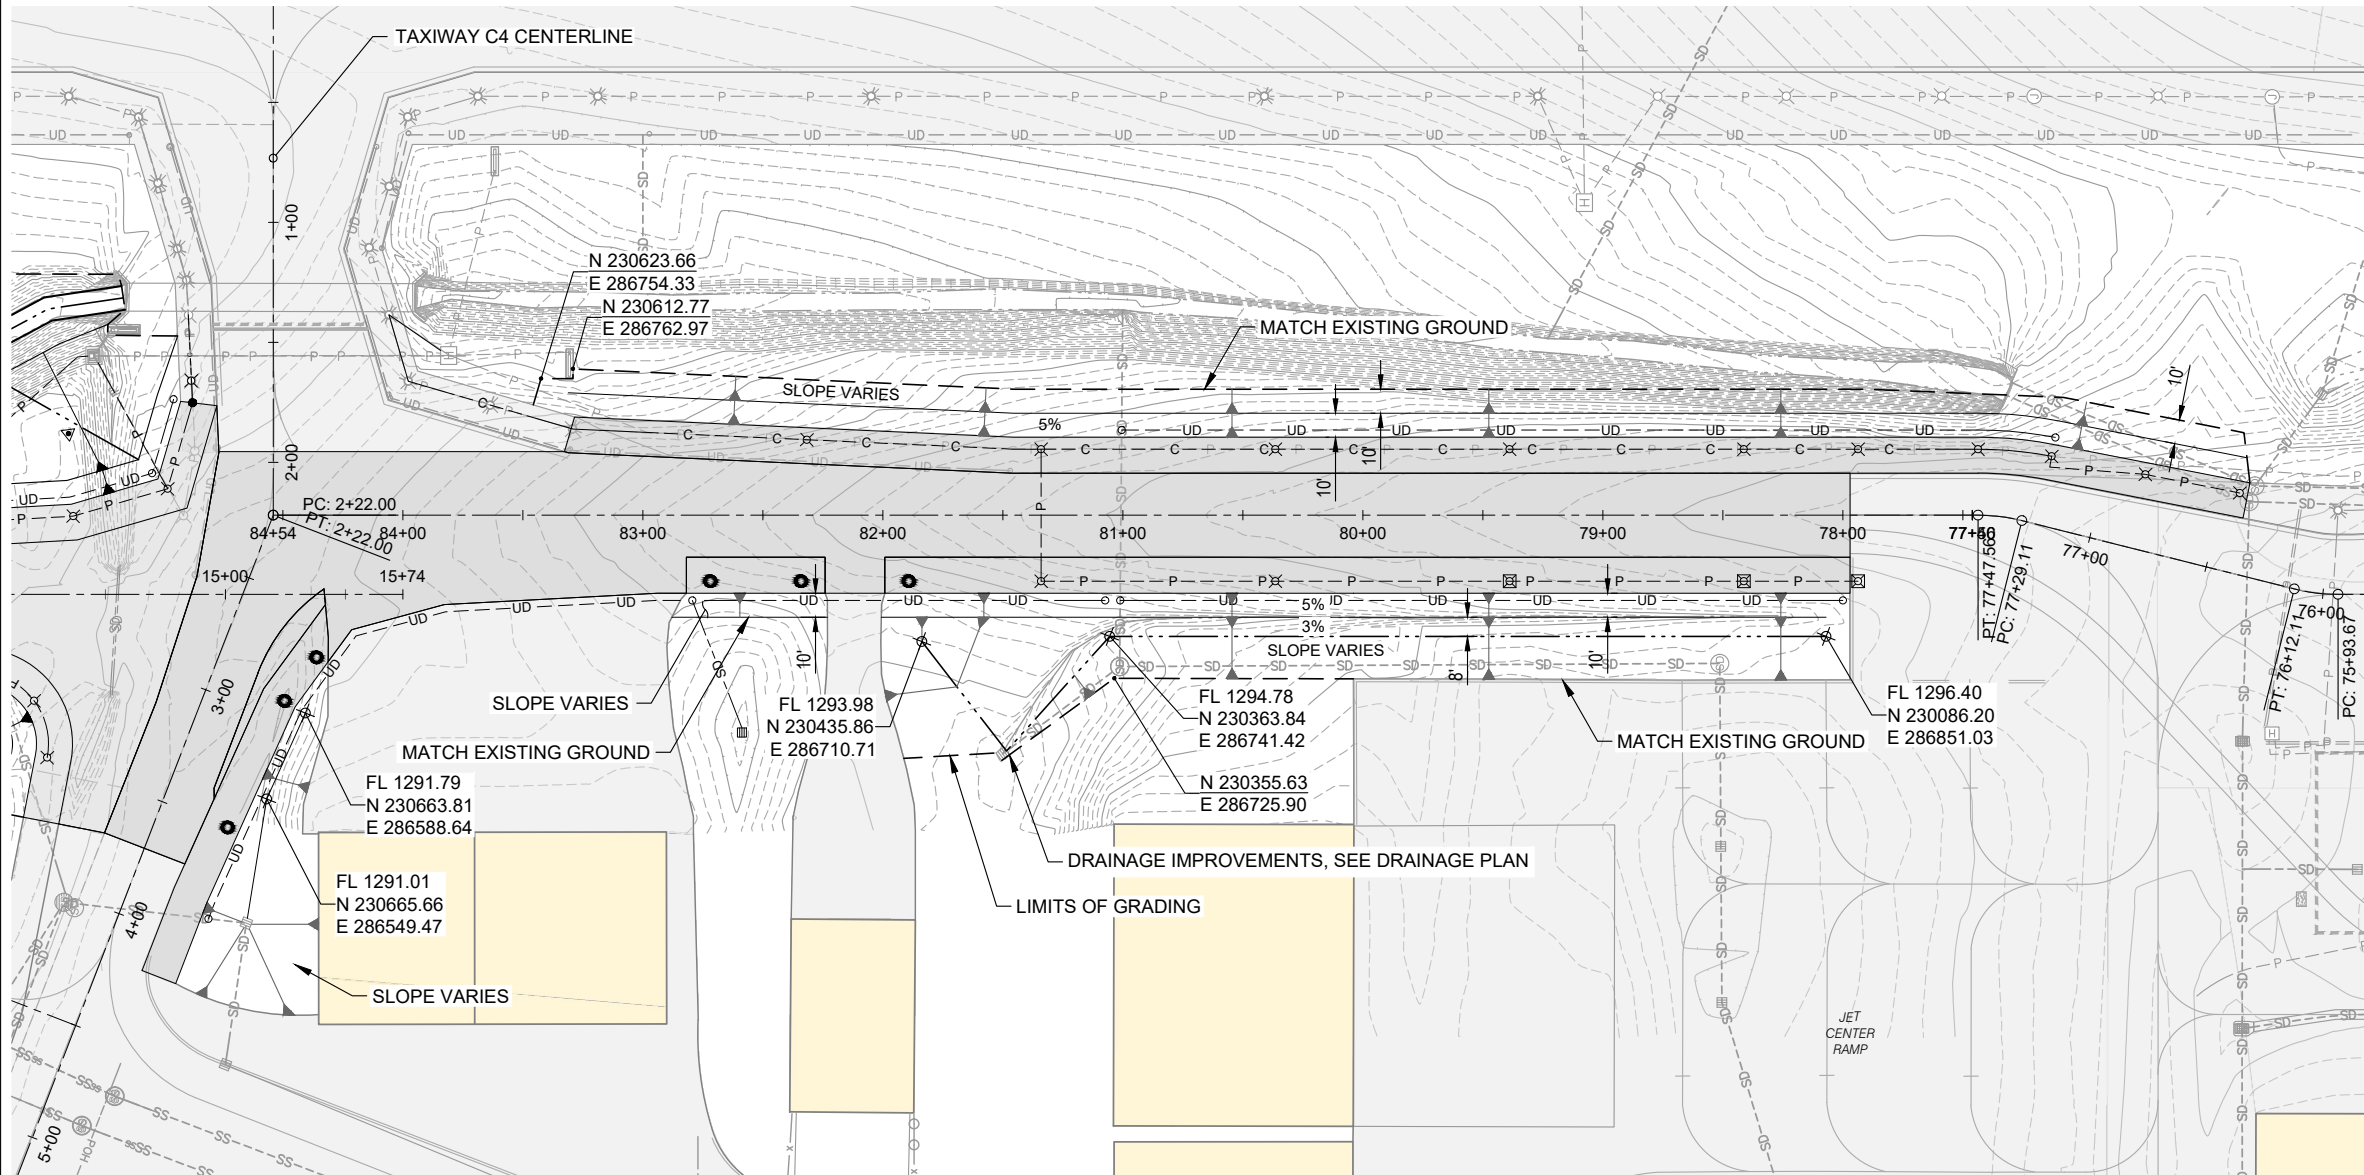 TAXIWAY C4 CENTERLINE
1+00
2+00
N 230623.66
E 286754.33
N 230612.77
E 286762.97
MATCH EXISTING GROUND
SLOPE VARIES
5%
10'
10'
10'
PC: 2+22.00
PT: 2+22.00
84+54
84+00
83+00
82+00
81+00
80+00
79+00
78+00
77+00
76+00
15+00
15+74
PT: 77+47.56
PC: 77+29.11
PT: 76+12.11
PC: 75+93.67
5%
3%
SLOPE VARIES
10'
10'
8'
3+00
4+00
5+00
SLOPE VARIES
MATCH EXISTING GROUND
FL 1293.98
N 230435.86
E 286710.71
FL 1294.78
N 230363.84
E 286741.42
N 230355.63
E 286725.90
FL 1296.40
N 230086.20
E 286851.03
MATCH EXISTING GROUND
FL 1291.79
N 230663.81
E 286588.64
FL 1291.01
N 230665.66
E 286549.47
DRAINAGE IMPROVEMENTS, SEE DRAINAGE PLAN
LIMITS OF GRADING
SLOPE VARIES
JET
CENTER
RAMP